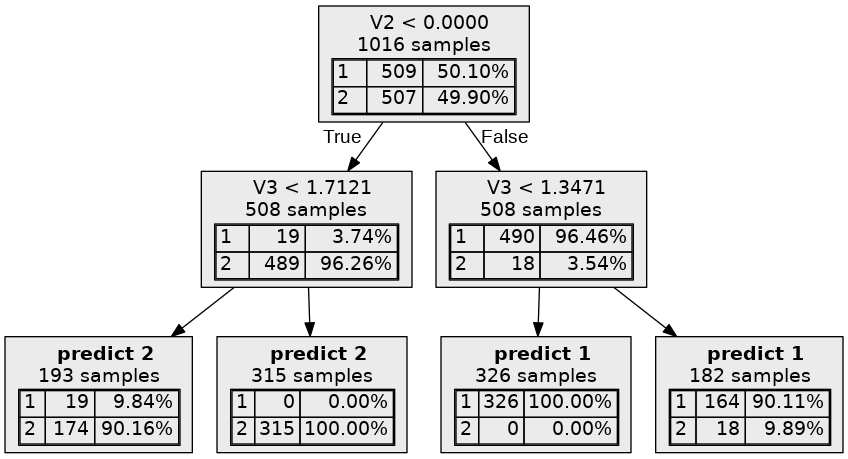 V2 < 0.0000
1016 samples
1 509 50.10%
2 507 49.90%
True
False
V3 < 1.7121
508 samples
1 19 3.74%
2 489 96.26%
V3 < 1.3471
508 samples
1 490 96.46%
2 18 3.54%
predict 2
193 samples
1 19 9.84%
2 174 90.16%
predict 2
315 samples
1 0 0.00%
2 315 100.00%
predict 1
326 samples
1 326 100.00%
2 0 0.00%
predict 1
182 samples
1 164 90.11%
2 18 9.89%